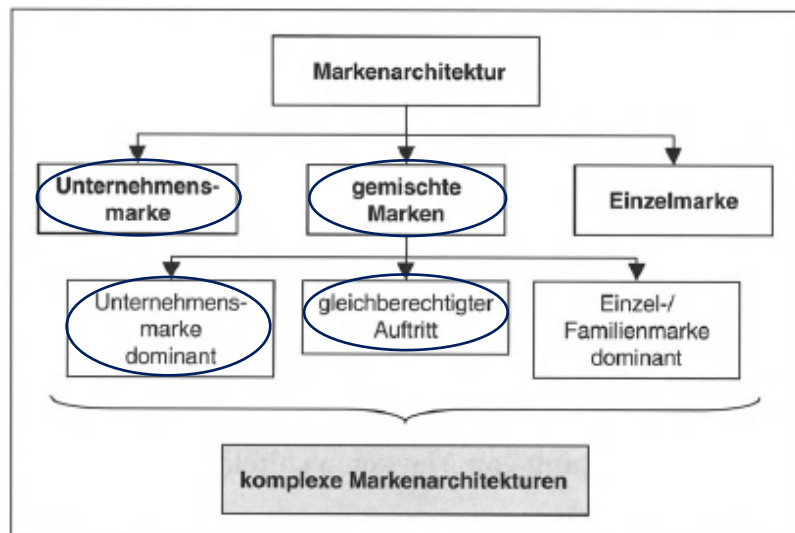 Markenarchitektur
Unternehmens-
marke
gemischte
Marken
Einzelmarke
Unternehmens-
marke
dominant
gleichberechtigter
Auftritt
Einzel-/
Familienmarke
dominant
komplexe Markenarchitekturen